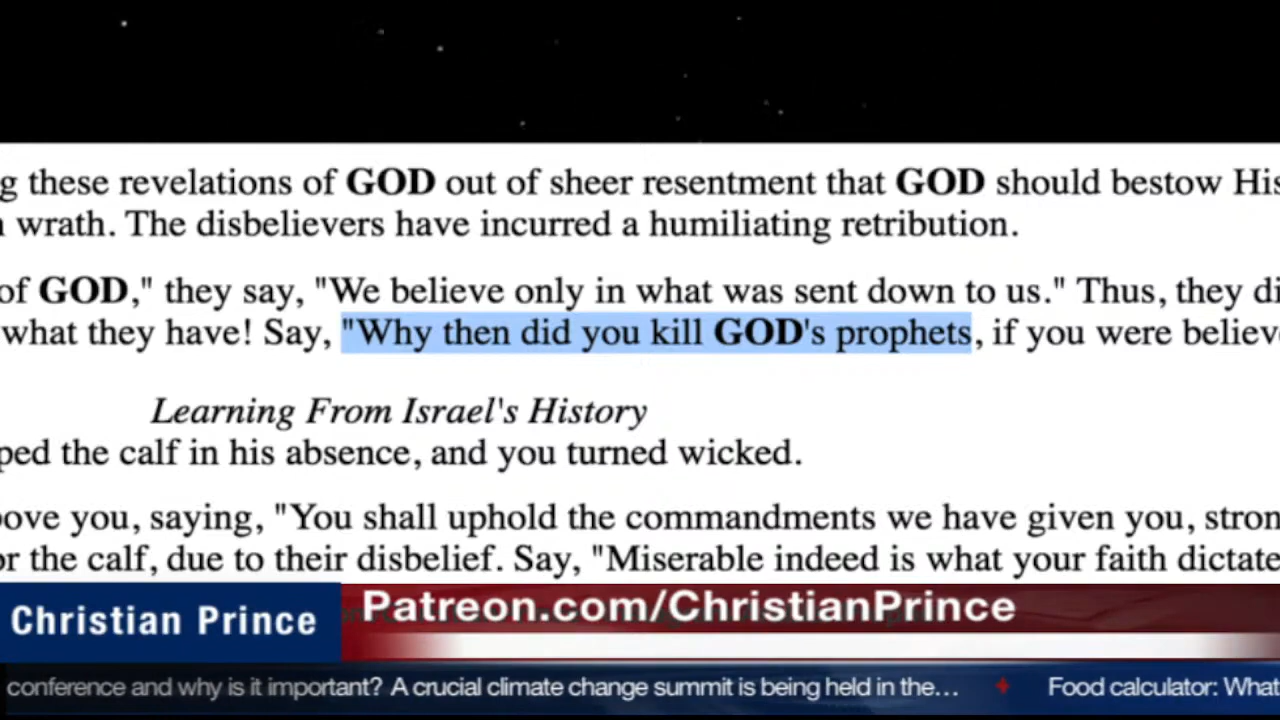 g these revelations of GOD out of sheer resentment that GOD should bestow His
wrath. The disbelievers have incurred a humiliating retribution.
of GOD," they say, "We believe only in what was sent down to us." Thus, they di
what they have! Say, "Why then did you kill GOD's prophets, if you were believe
Learning From Israel's History
ped the calf in his absence, and you turned wicked.
ove you, saying, "You shall uphold the commandments we have given you, stron
or the calf, due to their disbelief. Say, "Miserable indeed is what your faith dictate
Christian Prince
Patreon.com/ChristianPrince
conference and why is it important? A crucial climate change summit is being held in the...
Food calculator: What